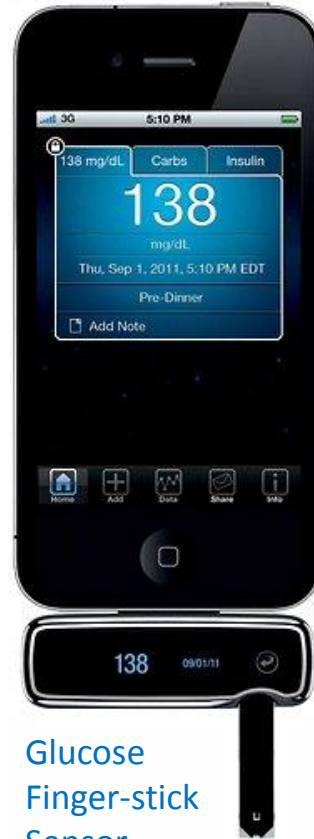 3G 5:10 PM
138 mg/dL Carbs Insulin
138
mg/dL
Thu, Sep 1, 2011, 5:10 PM EDT
Pre-Dinner
Add Note
Home Add Data Share Info
138 09/01/11
Glucose
Finger-stick
Sensor